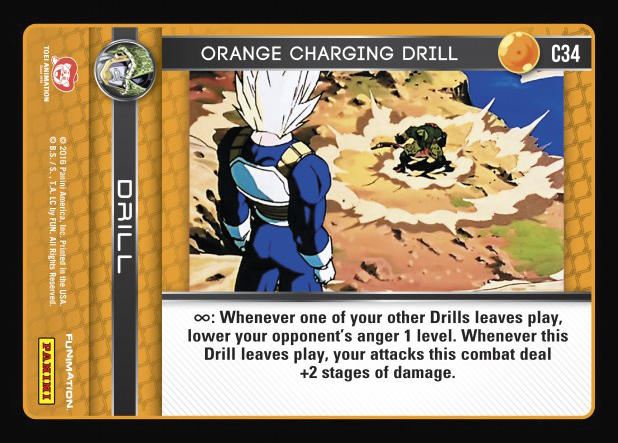 ORANGE CHARGING DRILL
C34
∞: Whenever one of your other Drills leaves play,
lower your opponent's anger 1 level. Whenever this
Drill leaves play, your attacks this combat deal
+2 stages of damage.
DRILL
TOEI ANIMATION
© 2016 Panini America, Inc. Printed in the USA.
© B.S. / S., T.A. LC by FUN. All Rights Reserved.
FUNIMATION
PANINI